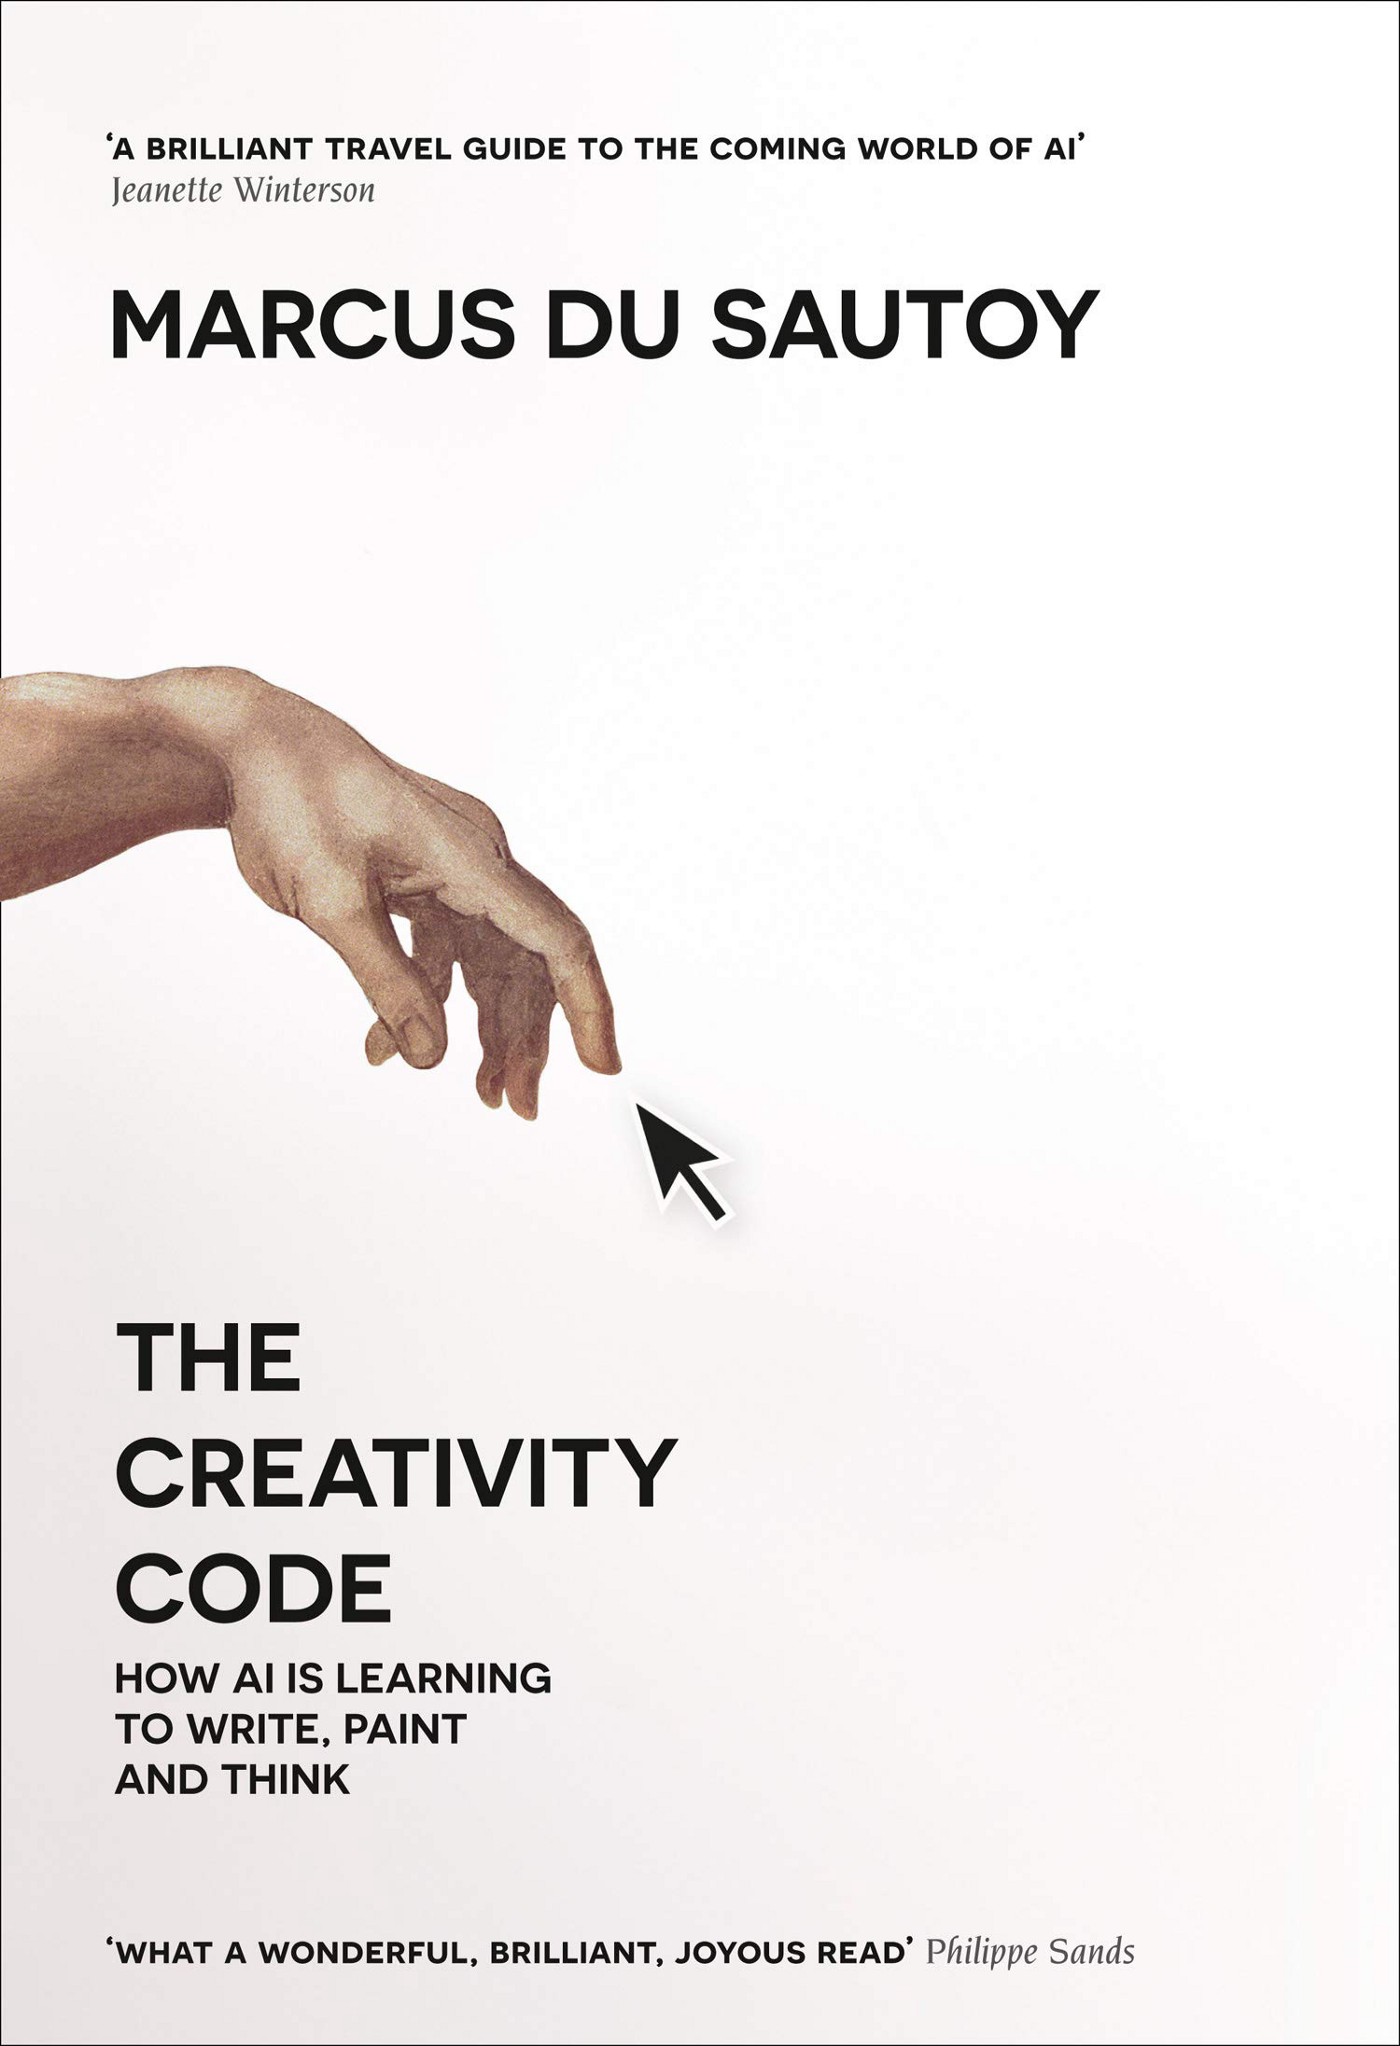 ‘A BRILLIANT TRAVEL GUIDE TO THE COMING WORLD OF AI’
Jeanette Winterson
MARCUS DU SAUTOY
THE
CREATIVITY
CODE
HOW AI IS LEARNING
TO WRITE, PAINT
AND THINK
‘WHAT A WONDERFUL, BRILLIANT, JOYOUS READ’ Philippe Sands